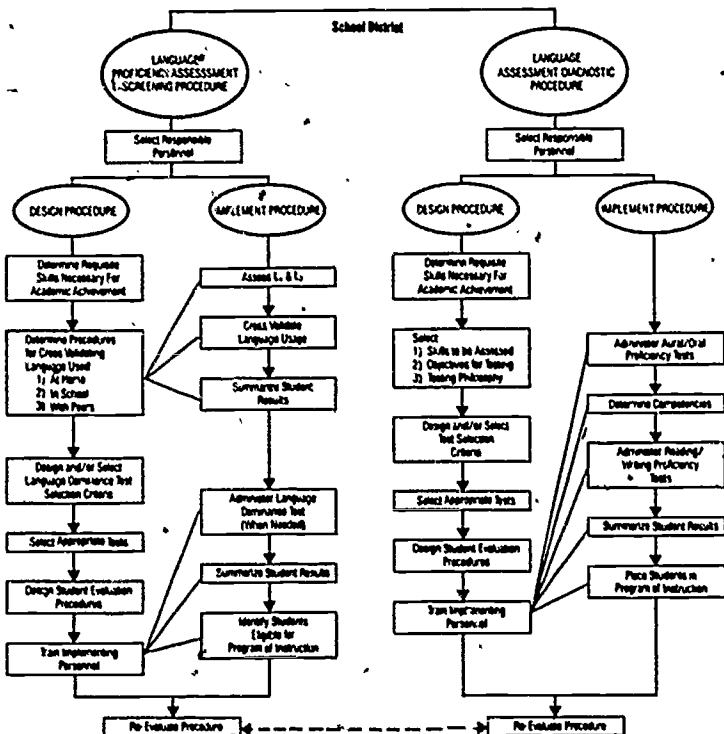 School District
LANGUAGE
PROFICIENCY ASSESSMENT
SCREENING PROCEDURE
Select Responsible
Personnel
DESIGN PROCEDURE
IMPLEMENT PROCEDURE
Determine Requisite
Skills Necessary For
Academic Achievement
Determine Procedures
for Cross Validating
Language Used
1) At Home
2) In School
3) With Peers
Design and/or Select
Language Dominence Test
Selection Criteria
Select Appropriate Tests
Design Student Evaluation
Procedures
Train Implementing
Personnel
Assess L₁ & L₂
Cross Validate
Language Usage
Summarize Student
Results
Administer Language
Dominance Test
(When Needed)
Summarize Student Results
Identify Students
Eligible for
Program of Instruction
Re-Evaluate Procedure
LANGUAGE
ASSESSMENT DIAGNOSTIC
PROCEDURE
Select Responsible
Personnel
DESIGN PROCEDURE
IMPLEMENT PROCEDURE
Determine Requisite
Skills Necessary For
Academic Achievement
Select
1) Skills to be Assessed
2) Objectives for Testing
3) Testing Philosophy
Design and/or Select
Test Selection
Criteria
Select Appropriate Tests
Design Student Evaluation
Procedures
Train Implementing
Personnel
Administer Aural/Oral
Proficiency Tests
Determine Competencies
Administer Reading/
Writing Proficiency
Tests
Summarize Student Results
Place Students in
Program of Instruction
Re-Evaluate Procedure